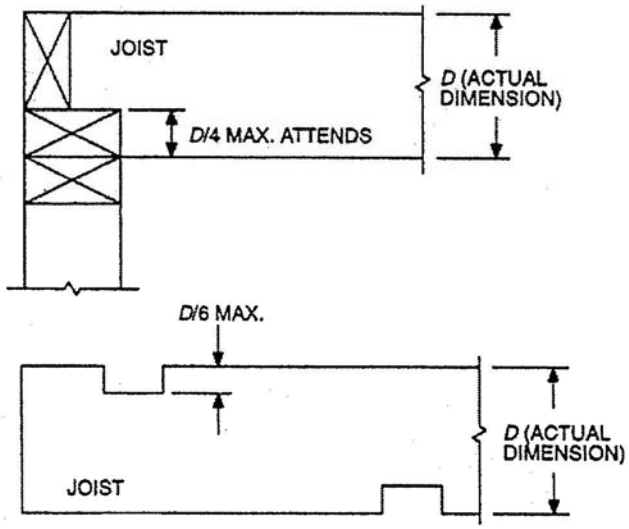 JOIST
D (ACTUAL
DIMENSION)
D/4 MAX. ATTENDS
D/6 MAX.
D (ACTUAL
DIMENSION)
JOIST